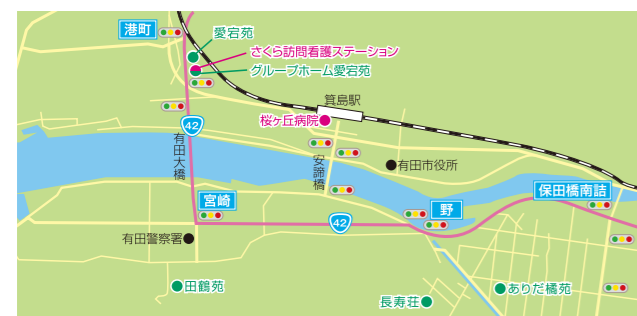 港町
愛宕苑
さくら訪問看護ステーション
グループホーム愛宕苑
箕島駅
桜ヶ丘病院
42
有田大橋
安諦橋
有田市役所
保田橋南詰
宮崎
野
42
有田警察署
田鶴苑
長寿荘
ありだ橘苑